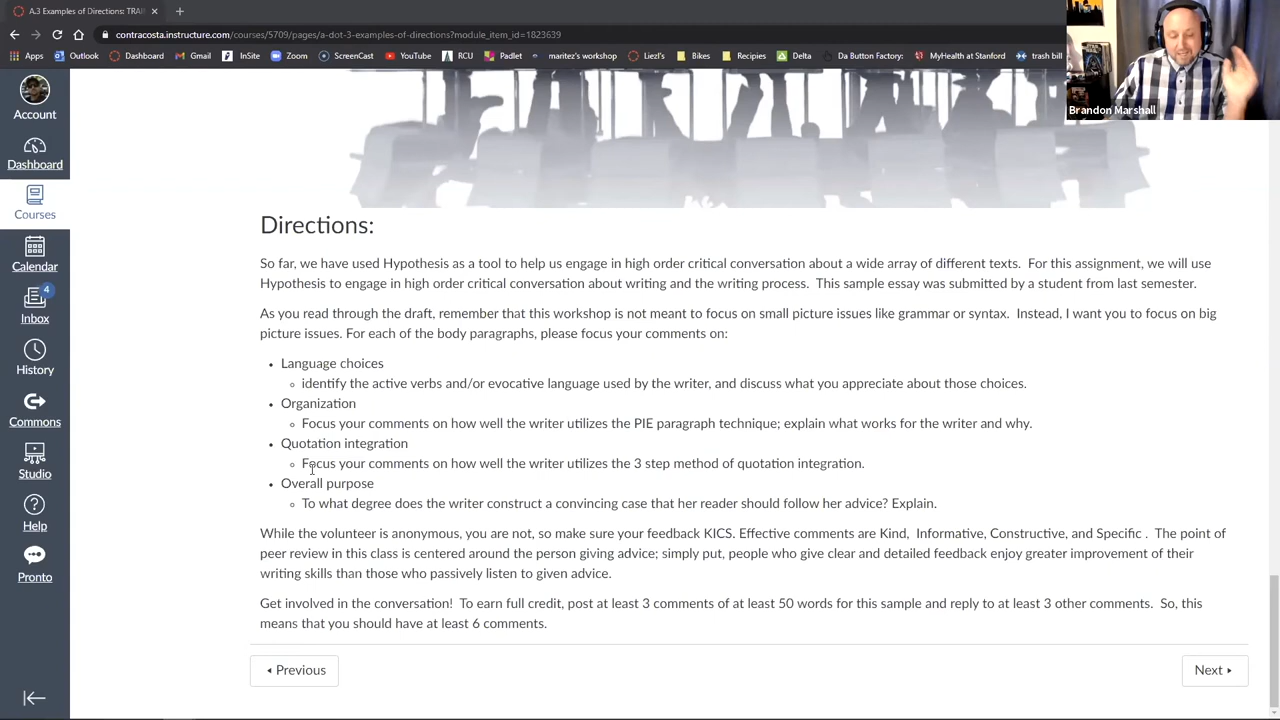 A.3 Examples of Directions: TRAI
contracosta.instructure.com/courses/5709/pages/a-dot-3-examples-of-directions?module_item_id=1823639
Apps Outlook Dashboard Gmail InSite Zoom ScreenCast YouTube Padlet maritez's workshop Liezl's Bikes Recipies Delta Da Button Factory: MyHealth at Stanford trash bill
Brandon Marshall
Account
Dashboard
Courses
Calendar
4
Inbox
History
Commons
Studio
Help
Pronto
Directions:
So far, we have used Hypothesis as a tool to help us engage in high order critical conversation about a wide array of different texts. For this assignment, we will use
Hypothesis to engage in high order critical conversation about writing and the writing process. This sample essay was submitted by a student from last semester.
As you read through the draft, remember that this workshop is not meant to focus on small picture issues like grammar or syntax. Instead, I want you to focus on big
picture issues. For each of the body paragraphs, please focus your comments on:
• Language choices
◦ identify the active verbs and/or evocative language used by the writer, and discuss what you appreciate about those choices.
• Organization
◦ Focus your comments on how well the writer utilizes the PIE paragraph technique; explain what works for the writer and why.
• Quotation integration
◦ Focus your comments on how well the writer utilizes the 3 step method of quotation integration.
• Overall purpose
◦ To what degree does the writer construct a convincing case that her reader should follow her advice? Explain.
While the volunteer is anonymous, you are not, so make sure your feedback KICS. Effective comments are Kind, Informative, Constructive, and Specific . The point of
peer review in this class is centered around the person giving advice; simply put, people who give clear and detailed feedback enjoy greater improvement of their
writing skills than those who passively listen to given advice.
Get involved in the conversation! To earn full credit, post at least 3 comments of at least 50 words for this sample and reply to at least 3 other comments. So, this
means that you should have at least 6 comments.
Previous
Next